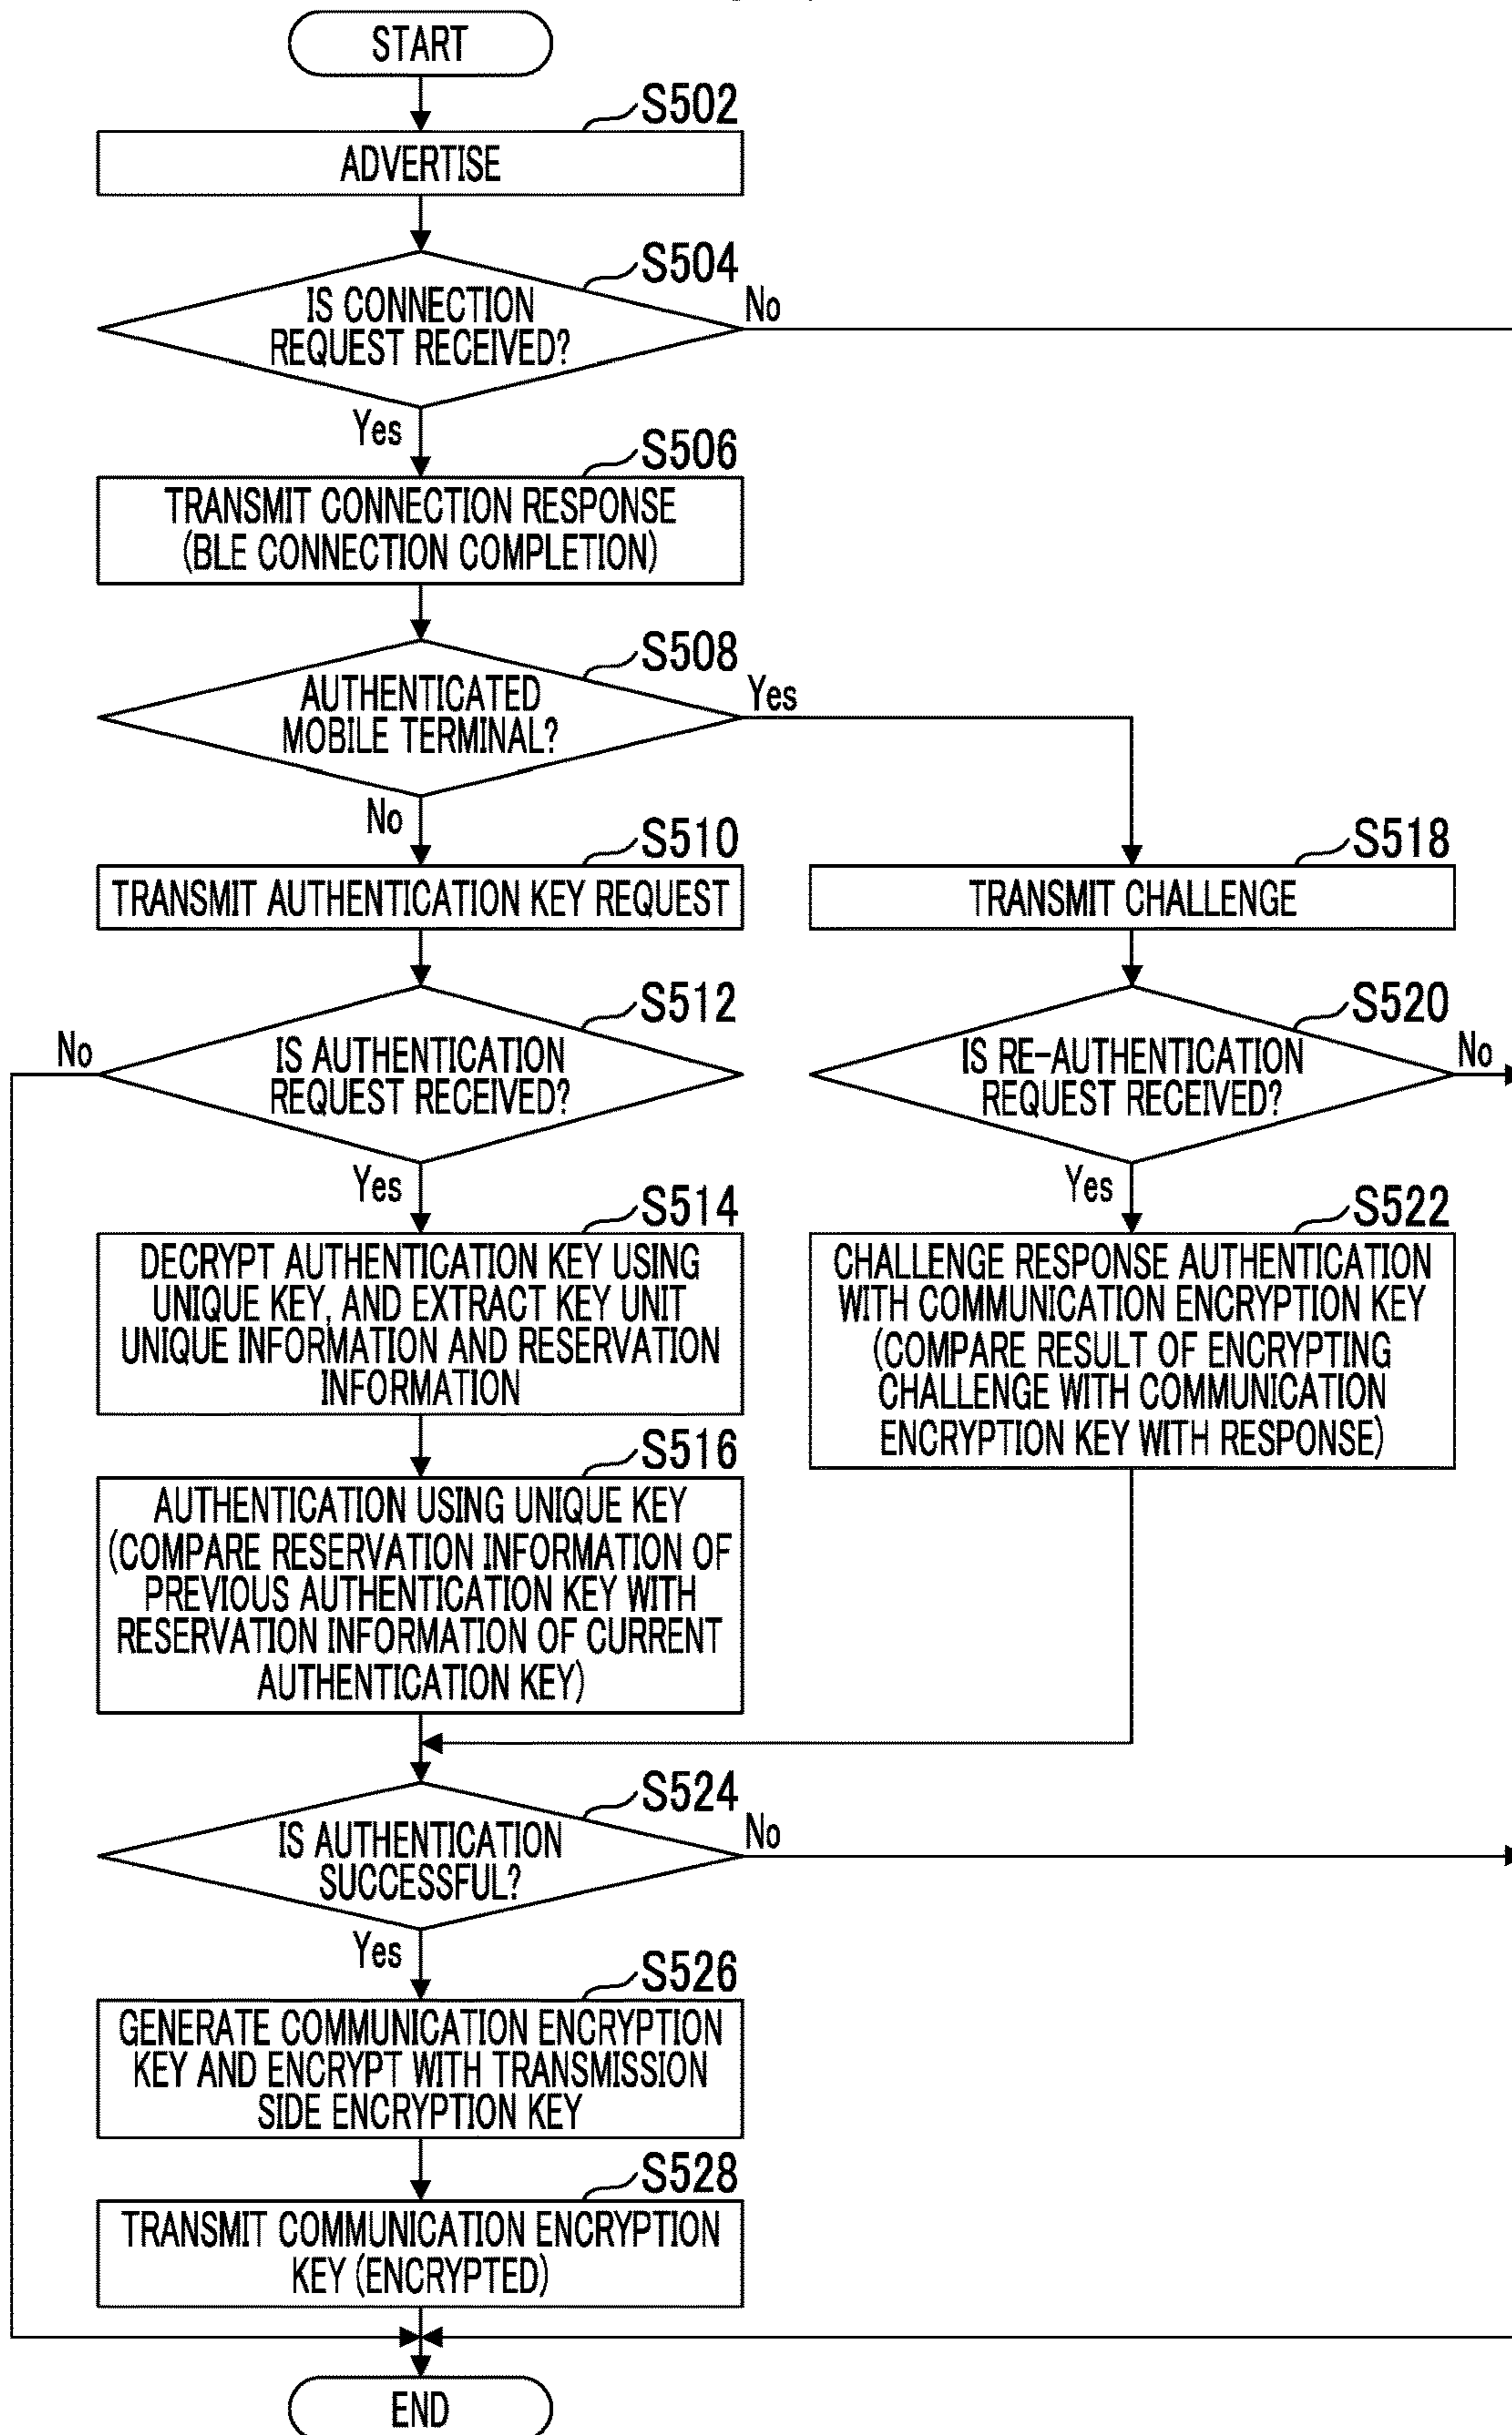 START
S502
ADVERTISE
S504
IS CONNECTION
REQUEST RECEIVED?
No
Yes
S506
TRANSMIT CONNECTION RESPONSE
(BLE CONNECTION COMPLETION)
S508
AUTHENTICATED
MOBILE TERMINAL?
Yes
No
S510
TRANSMIT AUTHENTICATION KEY REQUEST
S518
TRANSMIT CHALLENGE
S512
IS AUTHENTICATION
REQUEST RECEIVED?
No
Yes
S520
IS RE-AUTHENTICATION
REQUEST RECEIVED?
No
Yes
S514
DECRYPT AUTHENTICATION KEY USING
UNIQUE KEY, AND EXTRACT KEY UNIT
UNIQUE INFORMATION AND RESERVATION
INFORMATION
S522
CHALLENGE RESPONSE AUTHENTICATION
WITH COMMUNICATION ENCRYPTION KEY
(COMPARE RESULT OF ENCRYPTING
CHALLENGE WITH COMMUNICATION
ENCRYPTION KEY WITH RESPONSE)
S516
AUTHENTICATION USING UNIQUE KEY
(COMPARE RESERVATION INFORMATION OF
PREVIOUS AUTHENTICATION KEY WITH
RESERVATION INFORMATION OF CURRENT
AUTHENTICATION KEY)
S524
IS AUTHENTICATION
SUCCESSFUL?
No
Yes
S526
GENERATE COMMUNICATION ENCRYPTION
KEY AND ENCRYPT WITH TRANSMISSION
SIDE ENCRYPTION KEY
S528
TRANSMIT COMMUNICATION ENCRYPTION
KEY (ENCRYPTED)
END